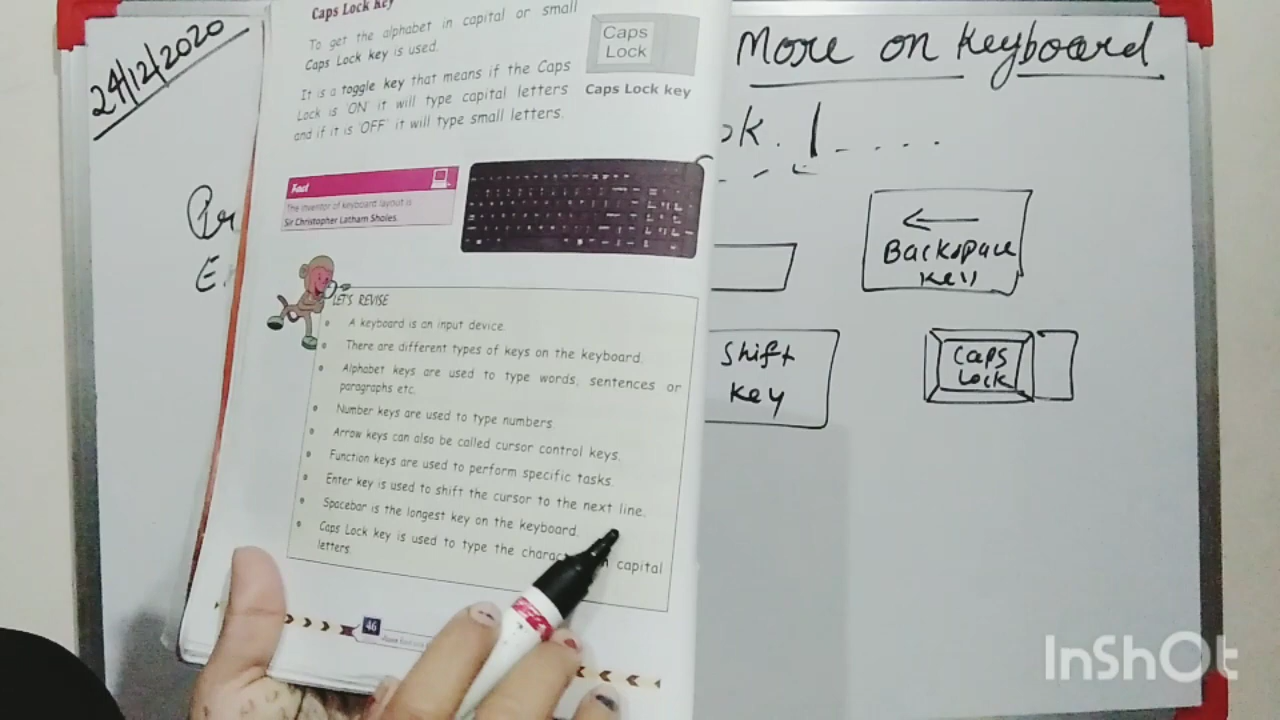 24/12/2020
More on Keyboard
Caps Lock Key
To get the alphabet in capital or small
Caps Lock key is used.
It is a toggle key that means if the Caps
Lock is 'ON' it will type capital letters
and if it is 'OFF' it will type small letters.
Caps
Lock
Caps Lock key
Fact
The inventor of keyboard layout is
Sir Christopher Latham Sholes.
LET'S REVISE
A keyboard is an input device.
There are different types of keys on the keyboard.
Alphabet keys are used to type words, sentences or
paragraphs etc.
Number keys are used to type numbers.
Arrow keys can also be called cursor control keys.
Function keys are used to perform specific tasks.
Enter key is used to shift the cursor to the next line.
Spacebar is the longest key on the keyboard.
Caps Lock key is used to type the charac capital
letters.
46
Backspace
key
Shift
key
Caps
Lock
InShOt